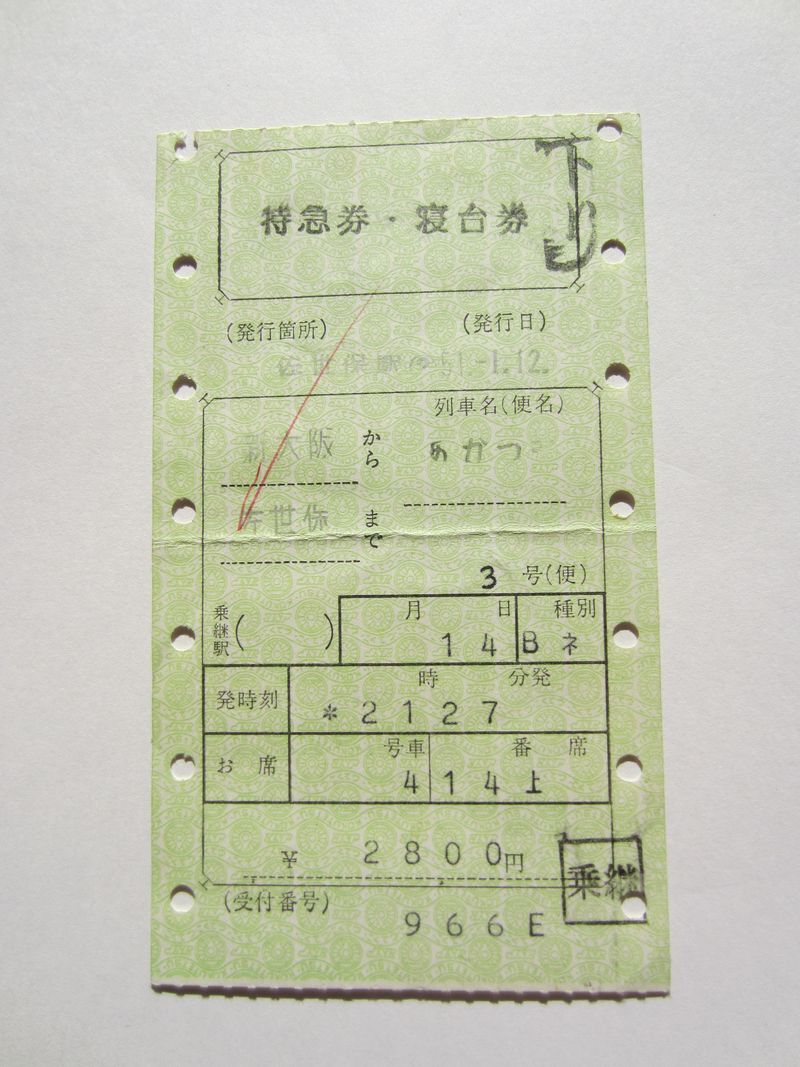 特急券・寝台券
下り
(発行箇所) (発行日)
佐世保駅 51.-1.12.
列車名(便名)
新大阪 から あかつ
佐世保 まで
3 号(便)
乗継駅( ) 月 日 種別
14 Bネ
発時刻 時 分発
*2127
お席 号車 番席
4 14上
¥ 2800円
乗継
(受付番号)
966E